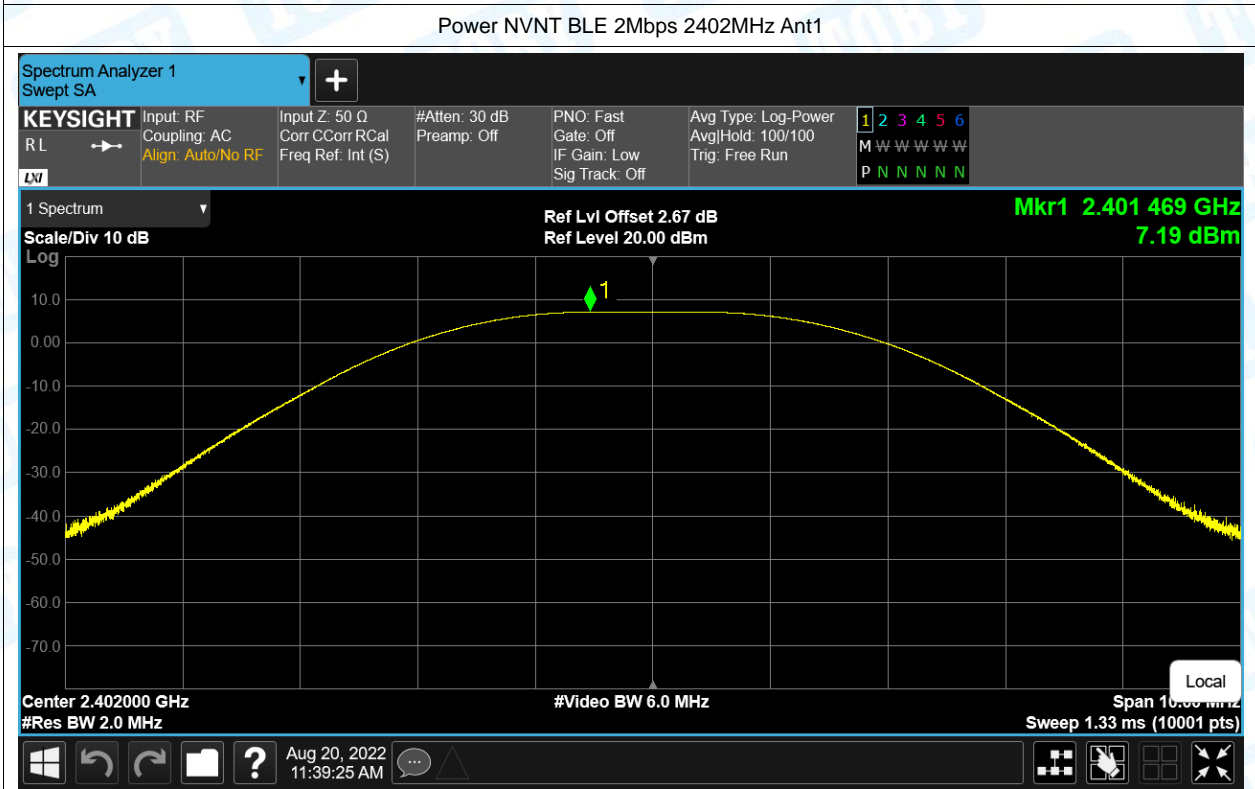 Power NVNT BLE 2Mbps 2402MHz Ant1
Spectrum Analyzer 1
Swept SA
KEYSIGHT
R L
LXI
Input: RF
Coupling: AC
Align: Auto/No RF
Input Z: 50 Ω
Corr CCorr RCal
Freq Ref: Int (S)
#Atten: 30 dB
Preamp: Off
PNO: Fast
Gate: Off
IF Gain: Low
Sig Track: Off
Avg Type: Log-Power
Avg|Hold: 100/100
Trig: Free Run
1 2 3 4 5 6
M W W W W W
P N N N N N
1 Spectrum
Scale/Div 10 dB
Ref Lvl Offset 2.67 dB
Ref Level 20.00 dBm
Mkr1 2.401 469 GHz
7.19 dBm
Log
1
10.0
0.00
-10.0
-20.0
-30.0
-40.0
-50.0
-60.0
-70.0
Local
Center 2.402000 GHz
#Video BW 6.0 MHz
Span 10.00 MHz
#Res BW 2.0 MHz
Sweep 1.33 ms (10001 pts)
?
Aug 20, 2022
11:39:25 AM